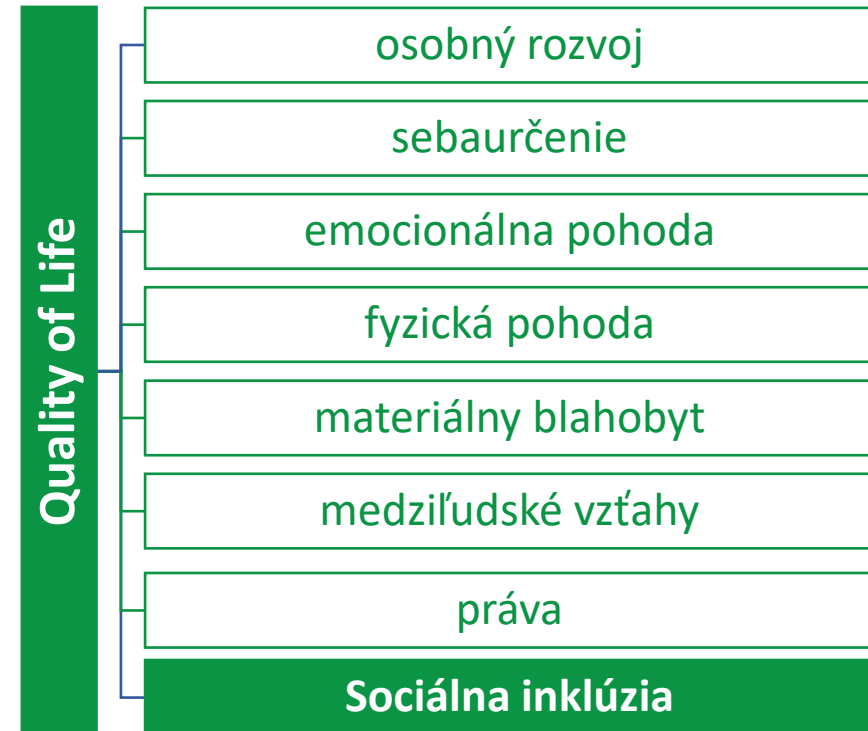 Quality of Life
osobný rozvoj
sebaurčenie
emocionálna pohoda
fyzická pohoda
materiálny blahobyt
medziľudské vzťahy
práva
Sociálna inklúzia